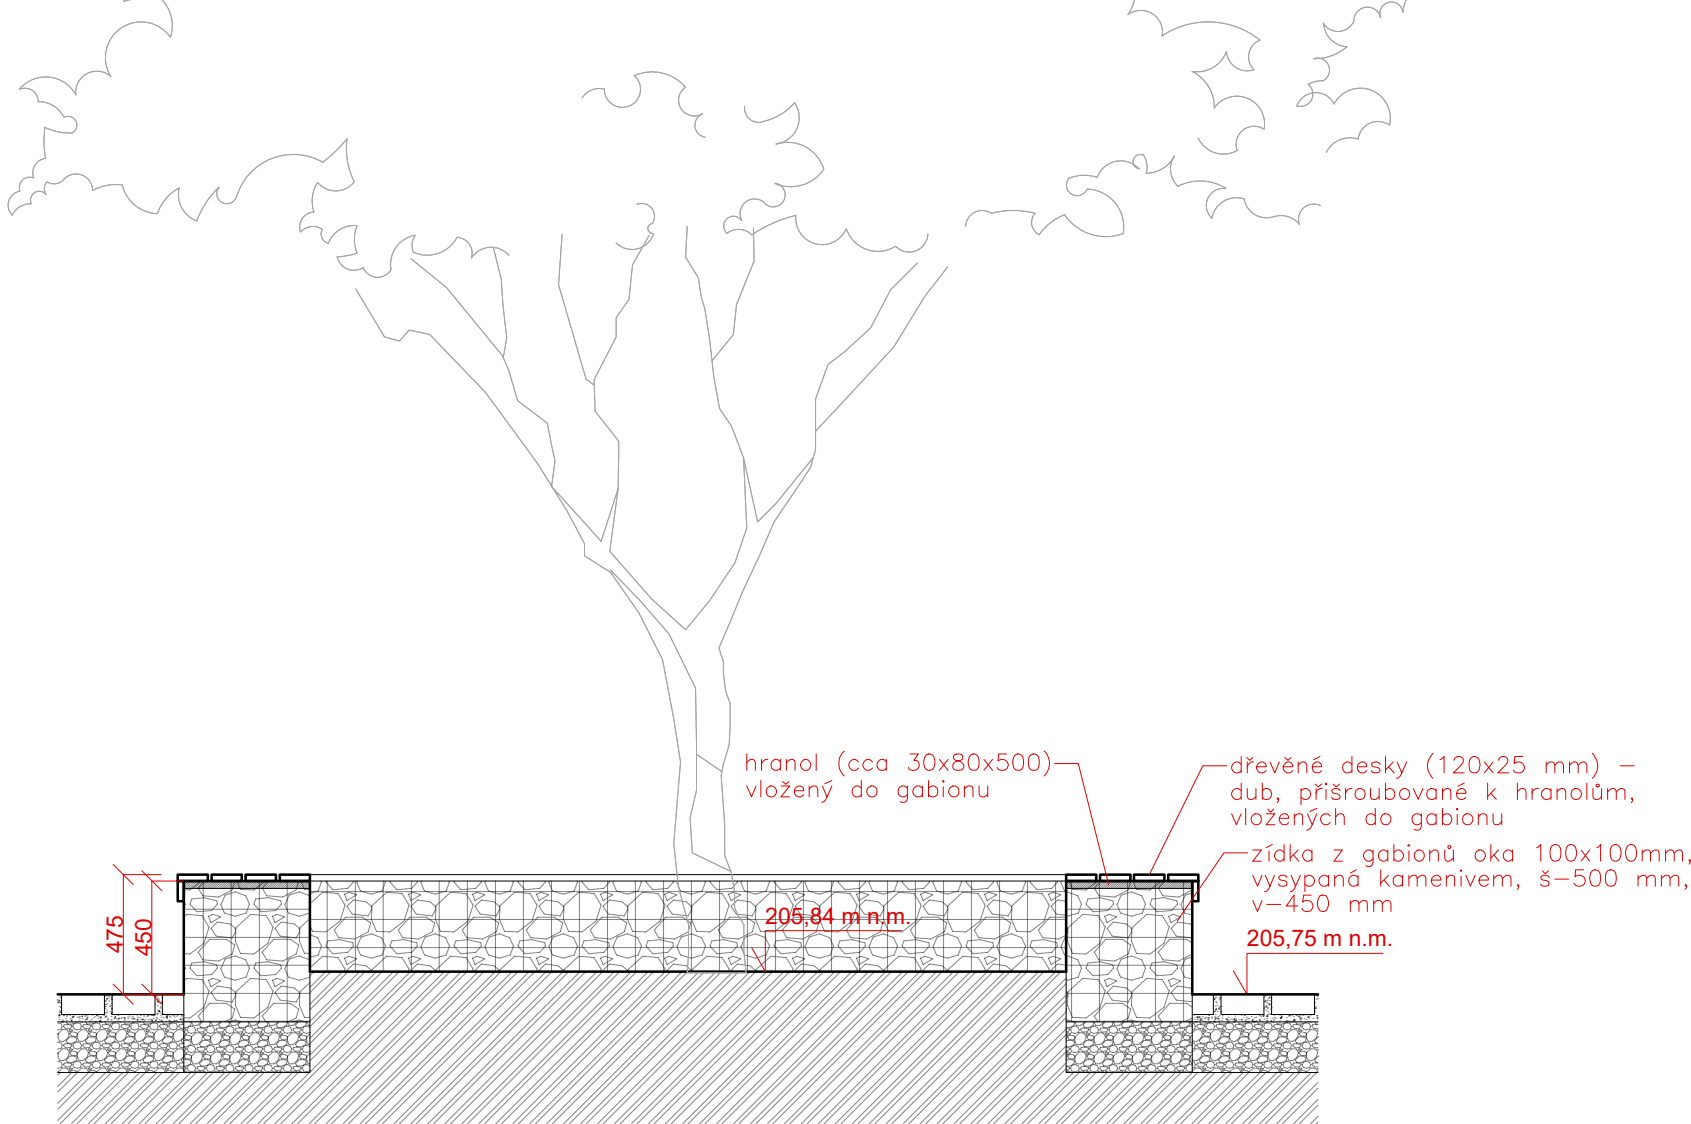 hranol (cca 30x80x500)
vložený do gabionu
dřevěné desky (120x25 mm) –
dub, přišroubované k hranolům,
vložených do gabionu
zídka z gabionů oka 100x100mm,
vysypaná kamenivem, š–500 mm,
v–450 mm
205,84 m n.m.
205,75 m n.m.
475
450